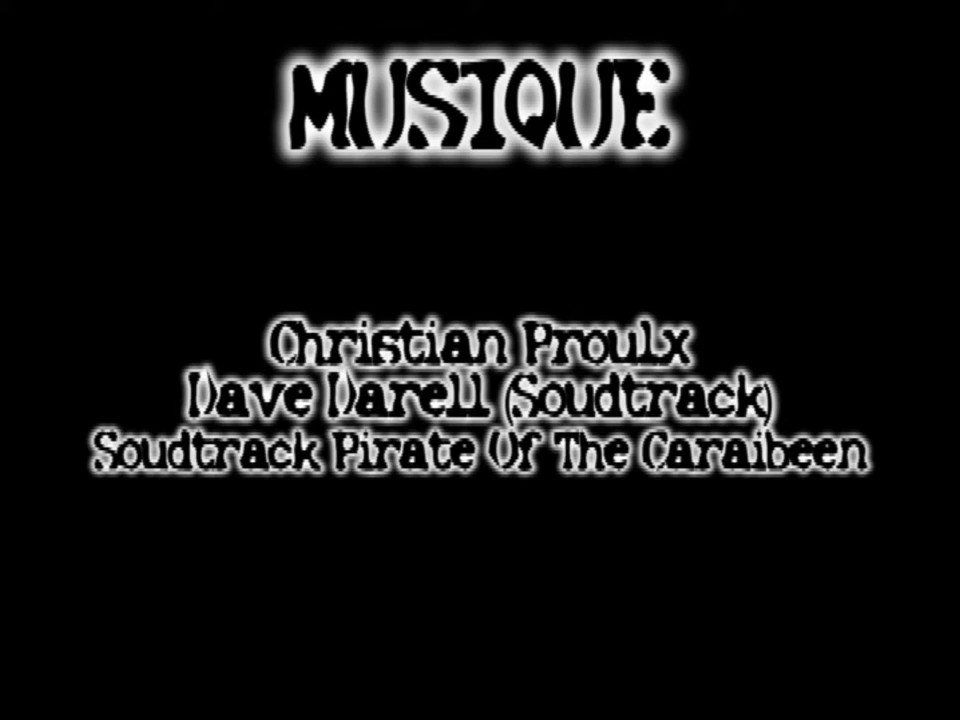 MUSIQUE
Christian Proulx
Dave Darell (Soudtrack)
Soudtrack Pirate Of The Caraibeen